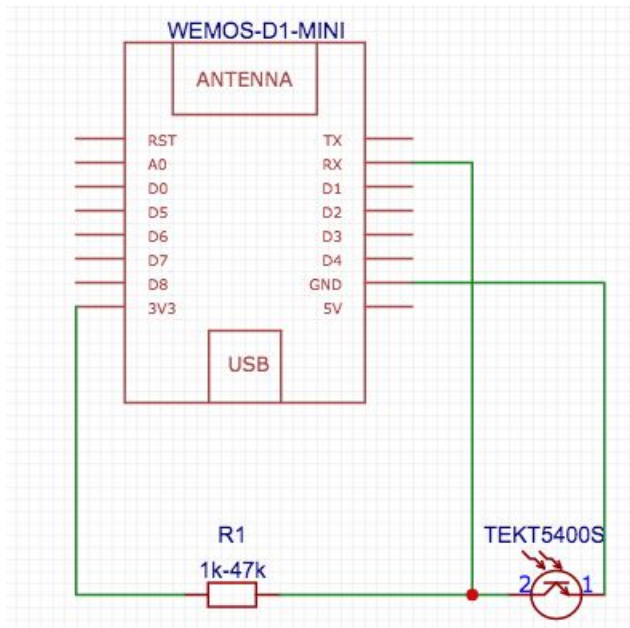 WEMOS-D1-MINI
ANTENNA
RST TX
A0 RX
D0 D1
D5 D2
D6 D3
D7 D4
D8 GND
3V3 5V
USB
R1 TEKT5400S
1k-47k
2 1